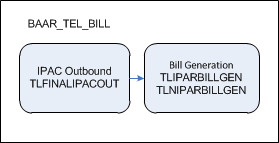 BAAR_TEL_BILL
IPAC Outbound
TLFINALIPACOUT
Bill Generation
TLIPARBILLGEN
TLNIPARBILLGEN